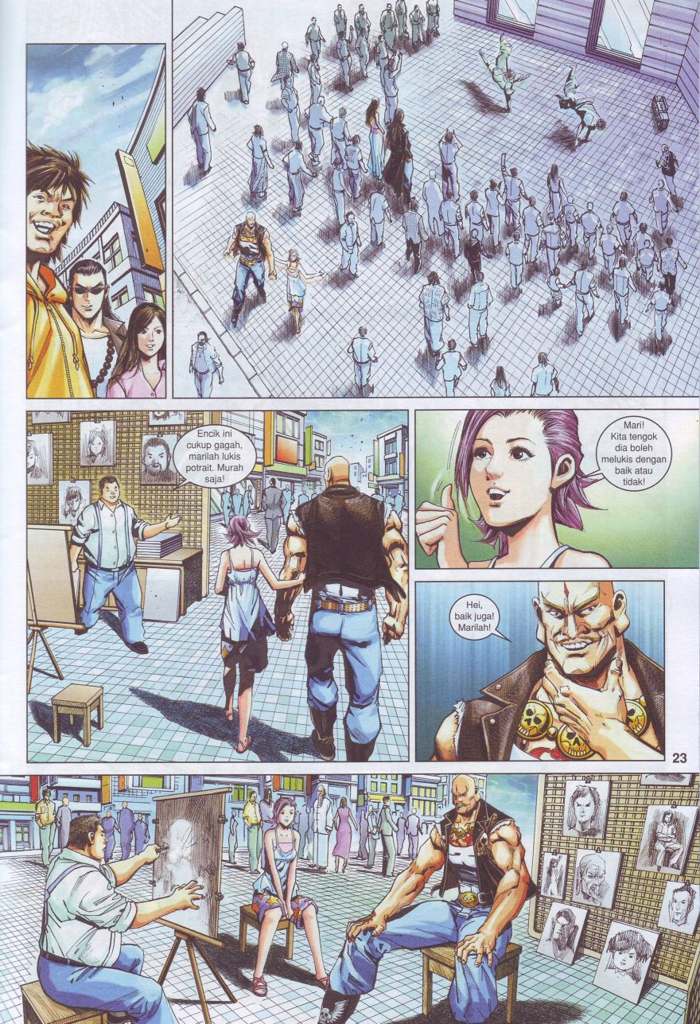 Encik ini
cukup gagah,
marilah lukis
potrait. Murah
saja!
Mari!
Kita tengok
dia boleh
melukis dengan
baik atau
tidak!
Hei,
baik juga!
Marilah!
23